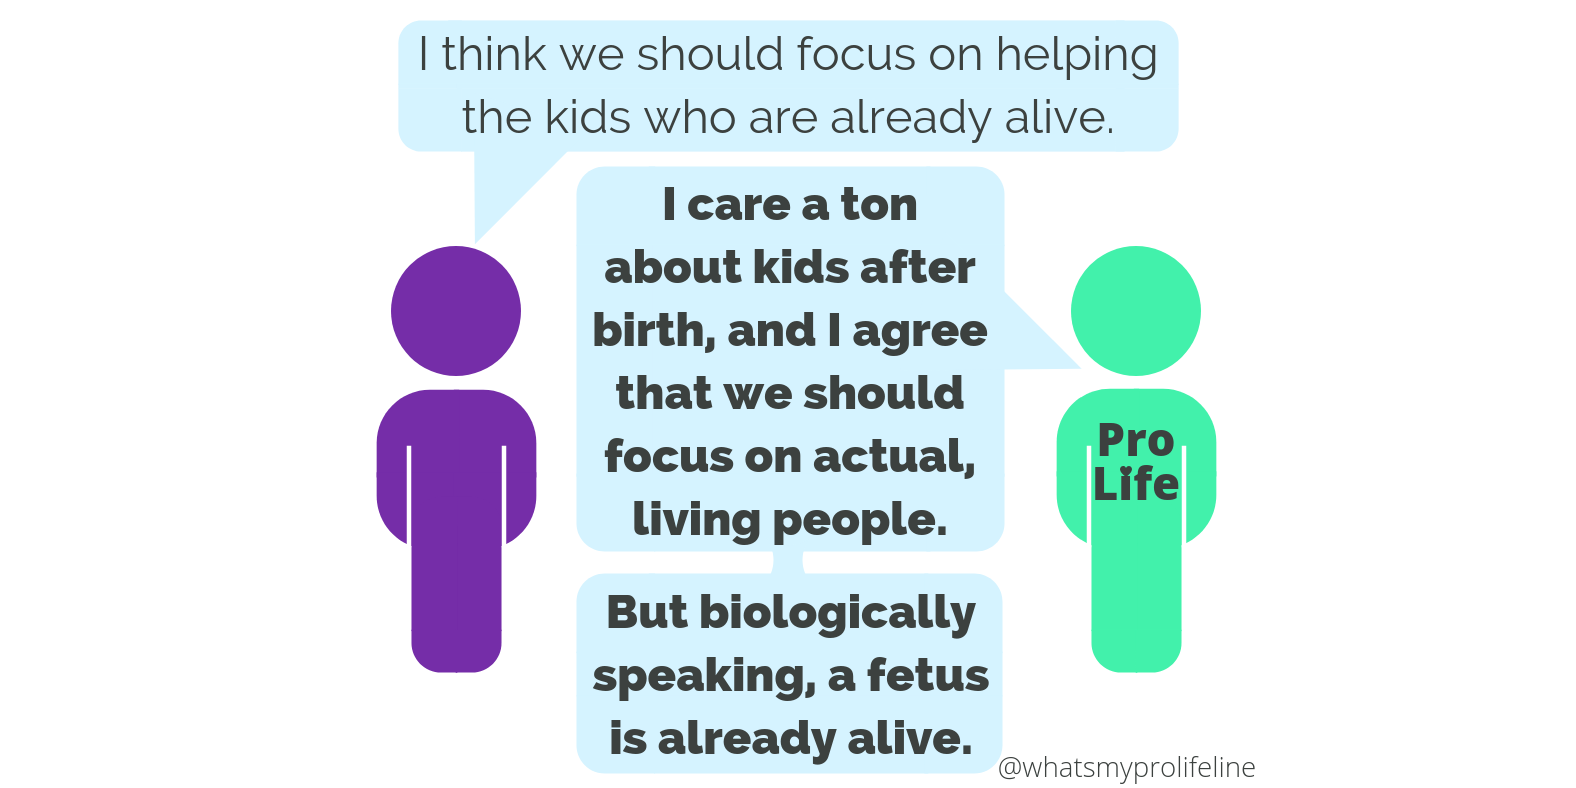 I think we should focus on helping
the kids who are already alive.
I care a ton
about kids after
birth, and I agree
that we should
focus on actual,
living people.
Pro
Life
But biologically
speaking, a fetus
is already alive.
@whatsmyprolifeline